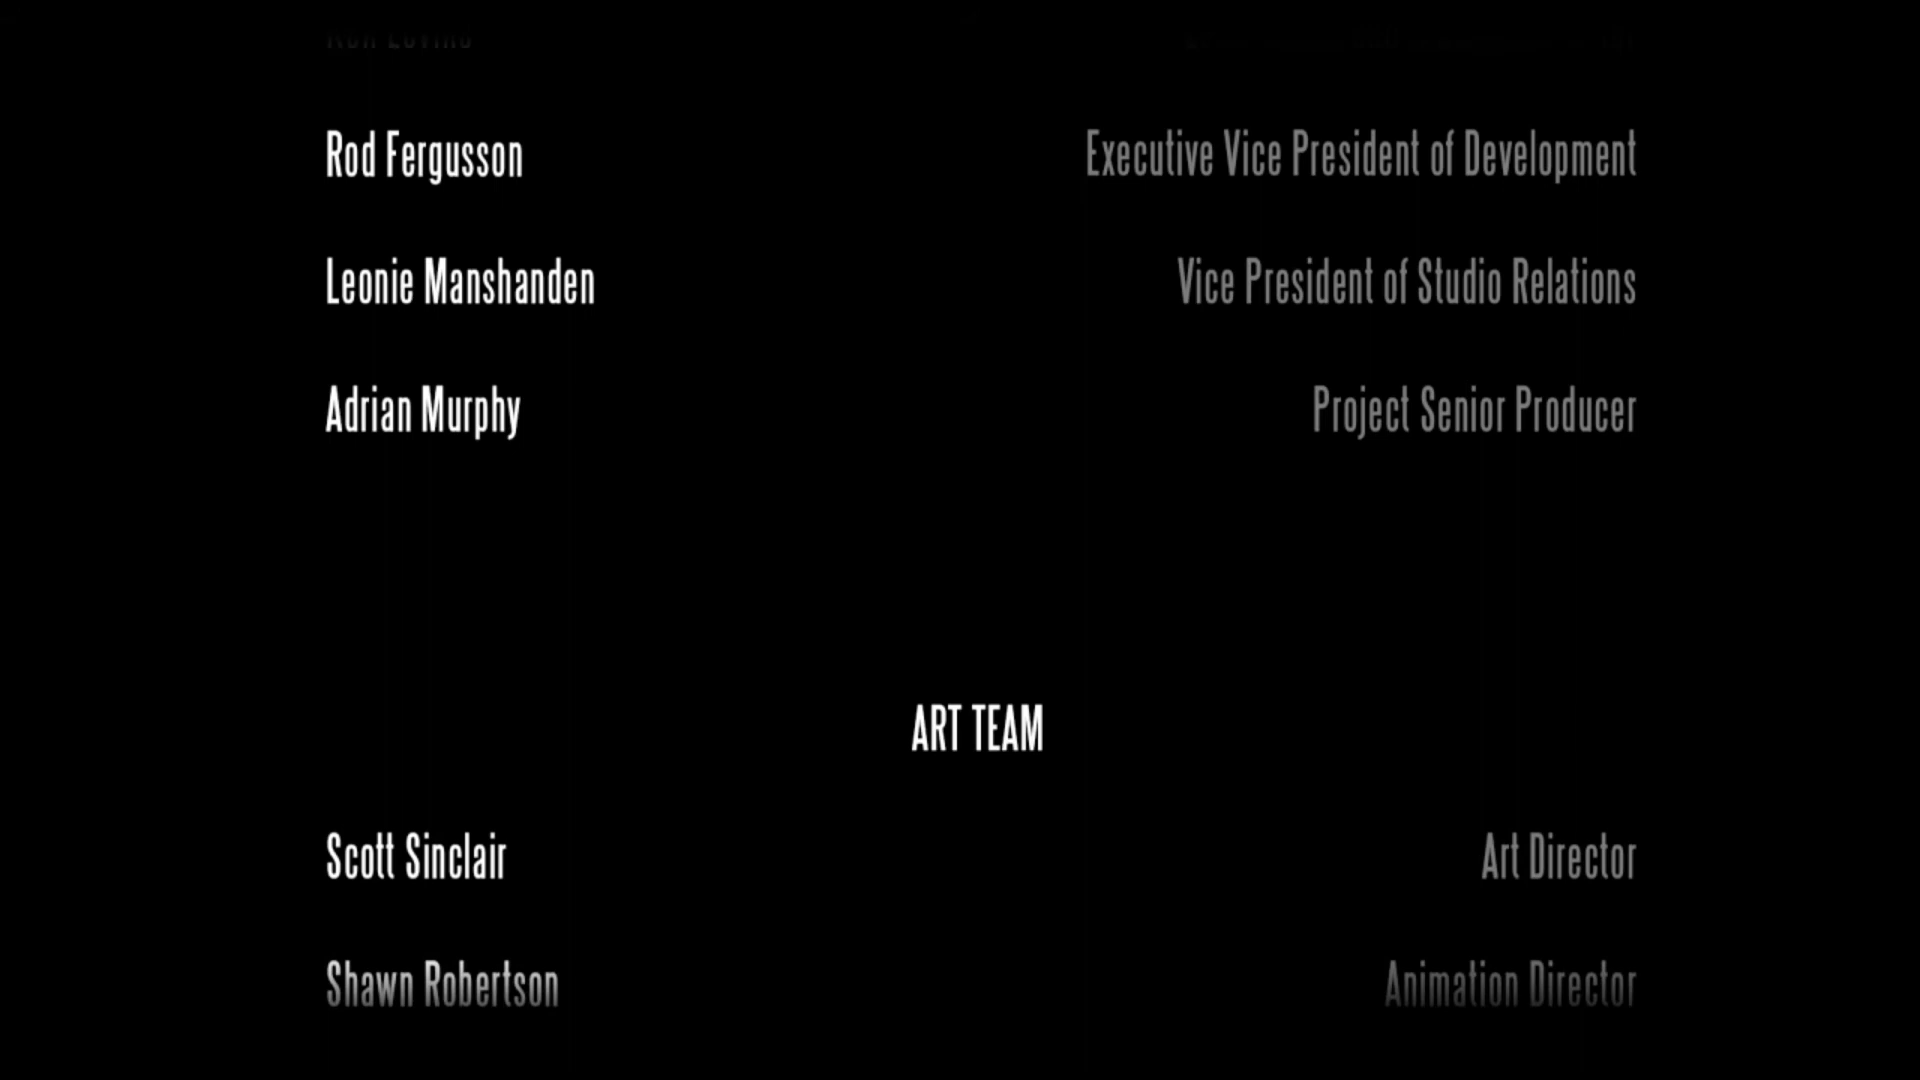 Rod Fergusson Executive Vice President of Development
Leonie Manshanden Vice President of Studio Relations
Adrian Murphy Project Senior Producer
ART TEAM
Scott Sinclair Art Director
Shawn Robertson Animation Director